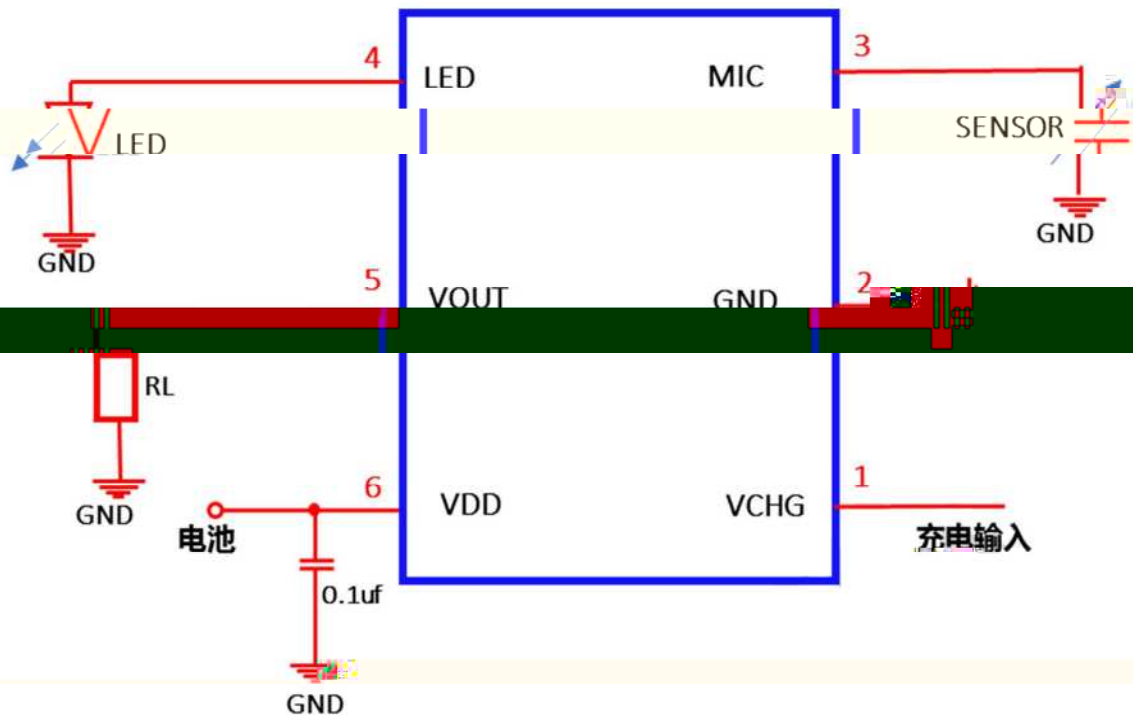 4
3
LED
MIC
LED
SENSOR
GND
GND
5
2
VOUT
GND
RL
6
1
GND
VDD
VCHG
电池
充电输入
0.1uf
GND